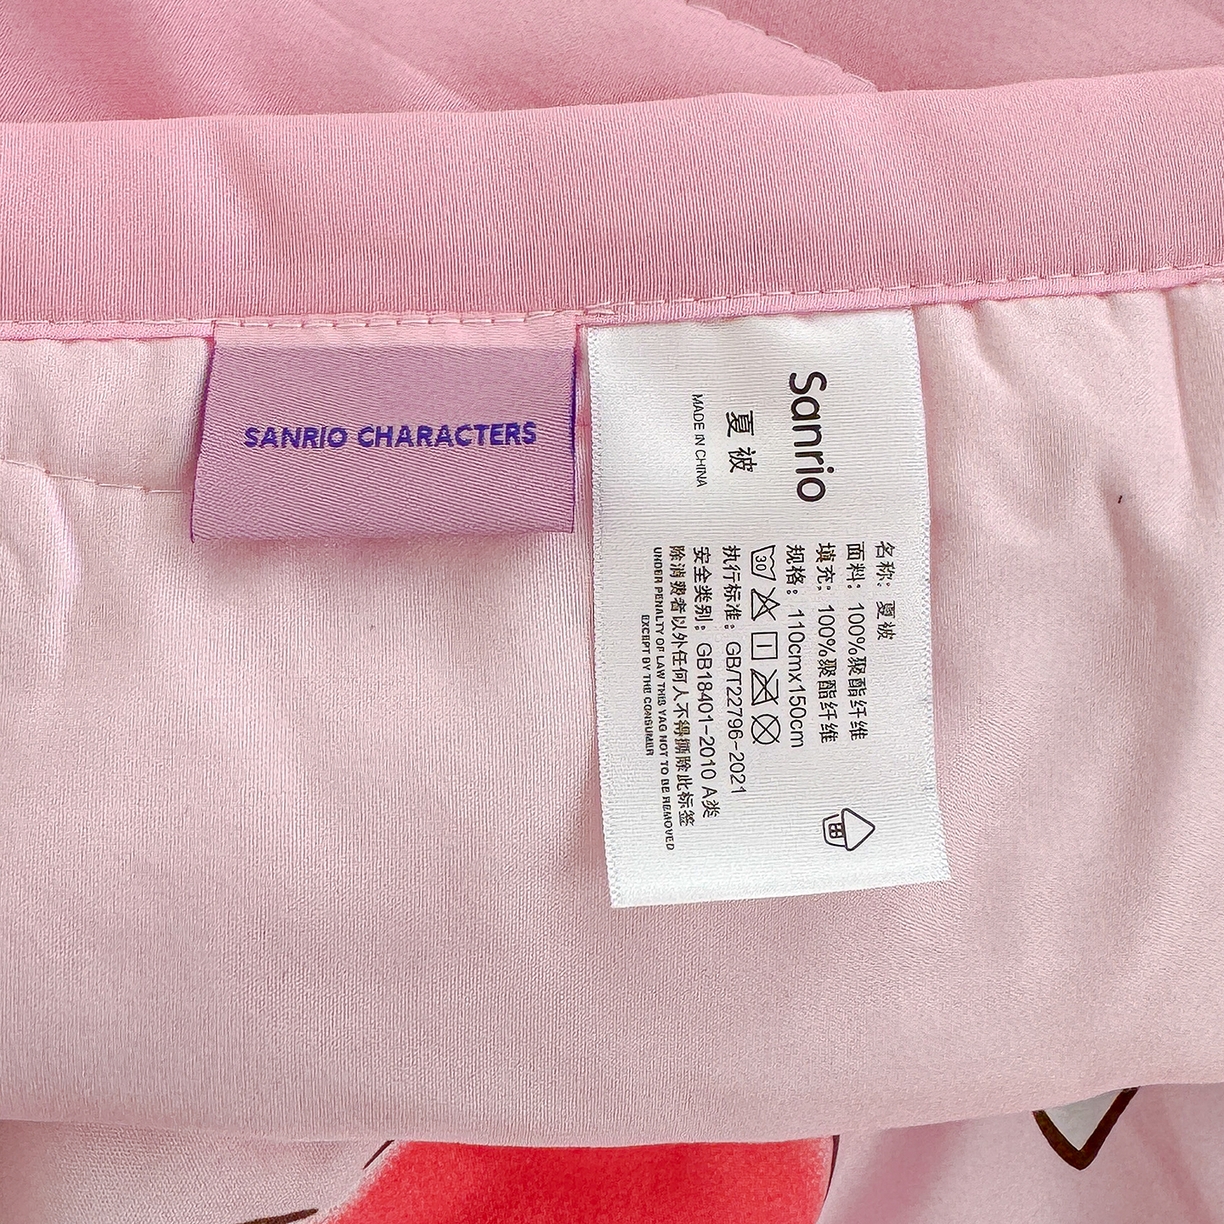 SANRIO CHARACTERS
Sanrio
夏被
MADE IN CHINA
名称：夏被
面料：100%聚酯纤维
填充：100%聚酯纤维
规格：110cmx150cm
30
执行标准：GB/T22796-2021
安全类别：GB18401-2010 A类
除消费者以外任何人不得撕除此标签
UNDER PENALTY OF LAW THIS YAG NOT TO BE REMOVED
EXCEPT BY THE CONSUMER